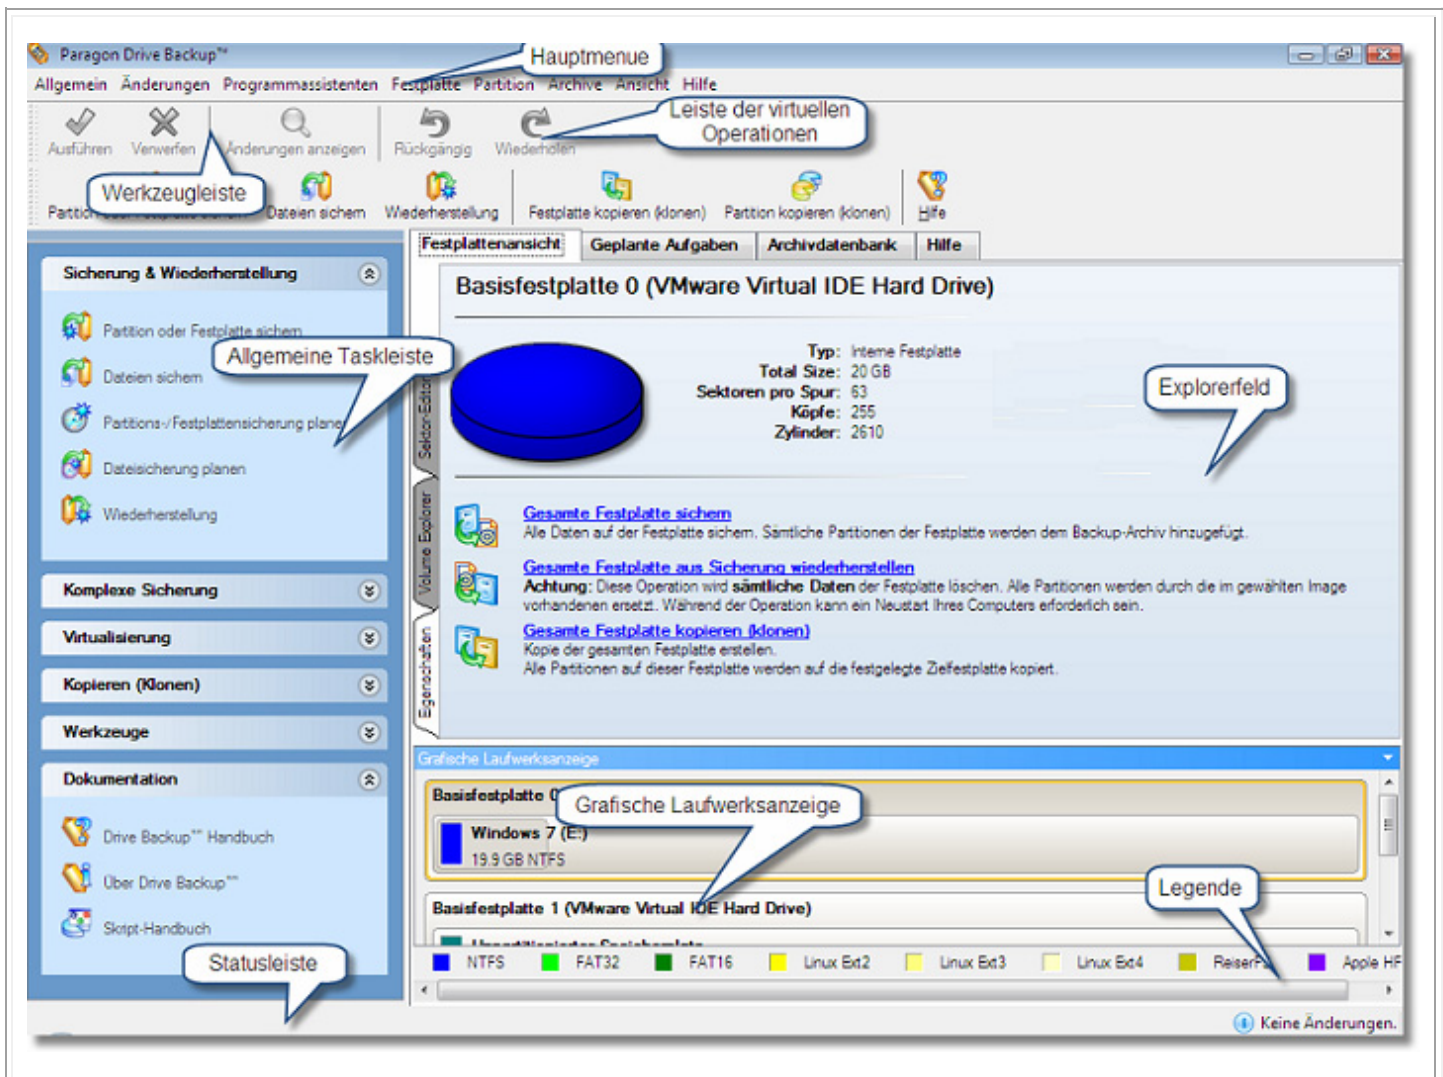 Paragon Drive Backup™
Hauptmenue
Allgemein Änderungen Programmassistenten Festplatte Partition Archive Ansicht Hilfe
Leiste der virtuellen
Operationen
Ausführen Verwerfen Änderungen anzeigen Rückgängig Wiederholen
Werkzeugleiste
Partition Dateien sichern Wiederherstellung Festplatte kopieren (klonen) Partition kopieren (klonen) Hilfe
Festplattenansicht Geplante Aufgaben Archivdatenbank Hilfe
Sicherung & Wiederherstellung
Partition oder Festplatte sichern
Allgemeine Taskleiste
Dateien sichern
Partitions-/Festplattensicherung plane
Dateisicherung planen
Wiederherstellung
Komplexe Sicherung
Virtualisierung
Kopieren (Klonen)
Werkzeuge
Dokumentation
Drive Backup™ Handbuch
Über Drive Backup™
Skript-Handbuch
Statusleiste
Sektor-Editor
Volume Explorer
Eigenschaften
Basisfestplatte 0 (VMware Virtual IDE Hard Drive)
Typ: Interne Festplatte
Total Size: 20 GB
Sektoren pro Spur: 63
Köpfe: 255
Zylinder: 2610
Explorerfeld
Gesamte Festplatte sichern
Alle Daten auf der Festplatte sichern. Sämtliche Partitionen der Festplatte werden dem Backup-Archiv hinzugefügt.
Gesamte Festplatte aus Sicherung wiederherstellen
Achtung: Diese Operation wird sämtliche Daten der Festplatte löschen. Alle Partitionen werden durch die im gewählten Image
vorhandenen ersetzt. Während der Operation kann ein Neustart Ihres Computers erforderlich sein.
Gesamte Festplatte kopieren (klonen)
Kopie der gesamten Festplatte erstellen.
Alle Partitionen auf dieser Festplatte werden auf die festgelegte Zielfestplatte kopiert.
Grafische Laufwerksanzeige
Basisfestplatte 0
Grafische Laufwerksanzeige
Windows 7 (E:)
19.9 GB NTFS
Legende
Basisfestplatte 1 (VMware Virtual IDE Hard Drive)
NTFS FAT32 FAT16 Linux Ext2 Linux Ext3 Linux Ext4 ReiserF Apple HF
Keine Änderungen.